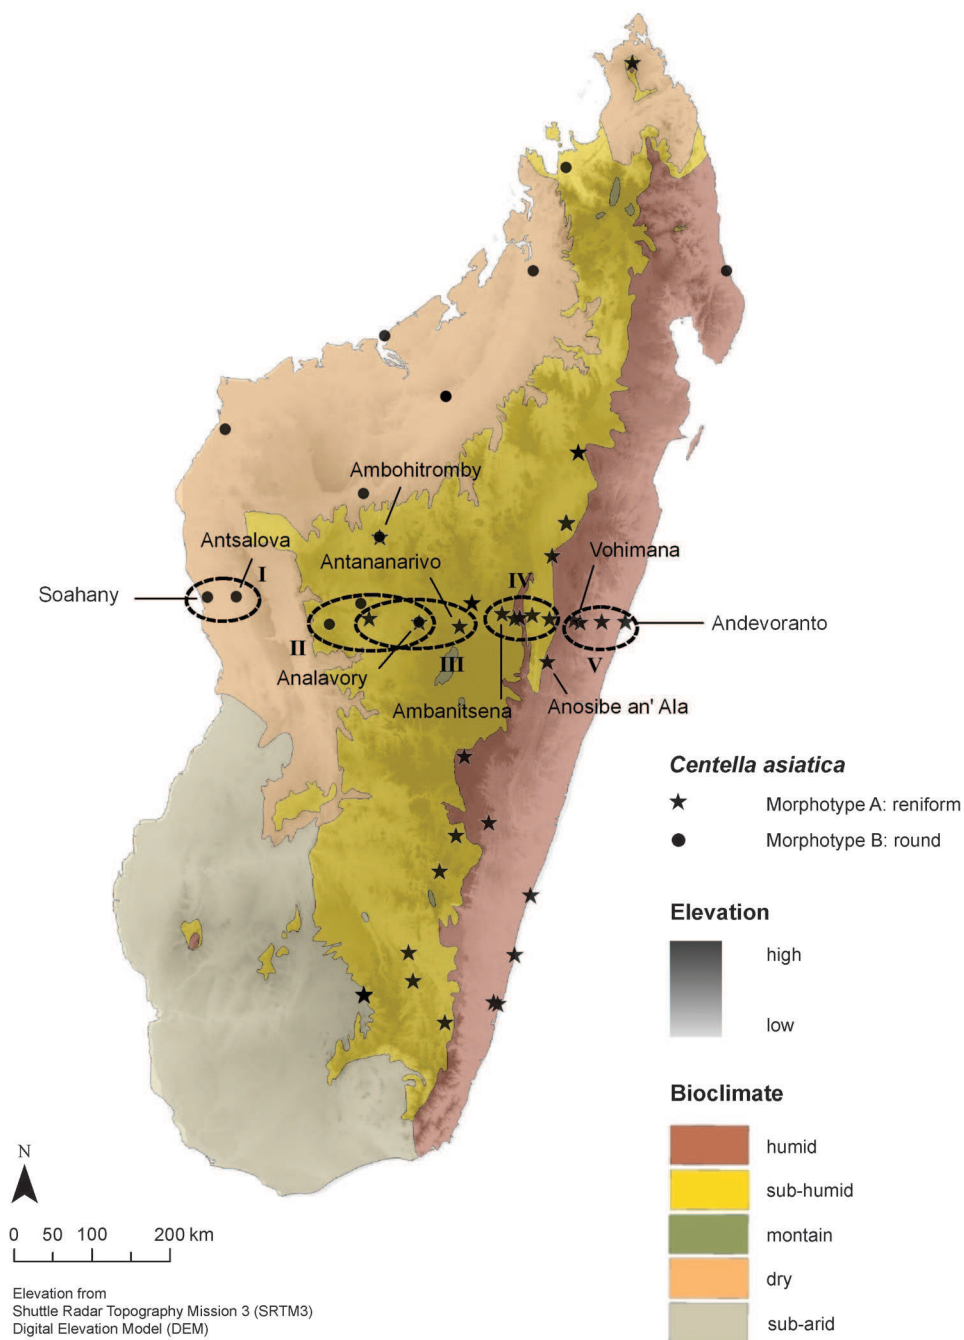 Ambohitromby
Antsalova
I
Antananarivo
Vohimana
IV
Soahany
Andevoranto
II
III
V
Analavory
Ambanitsena
Anosibe an' Ala
Centella asiatica
Morphotype A: reniform
Morphotype B: round
Elevation
high
low
Bioclimate
humid
sub-humid
montain
dry
sub-arid
N
0 50 100 200 km
Elevation from
Shuttle Radar Topography Mission 3 (SRTM3)
Digital Elevation Model (DEM)